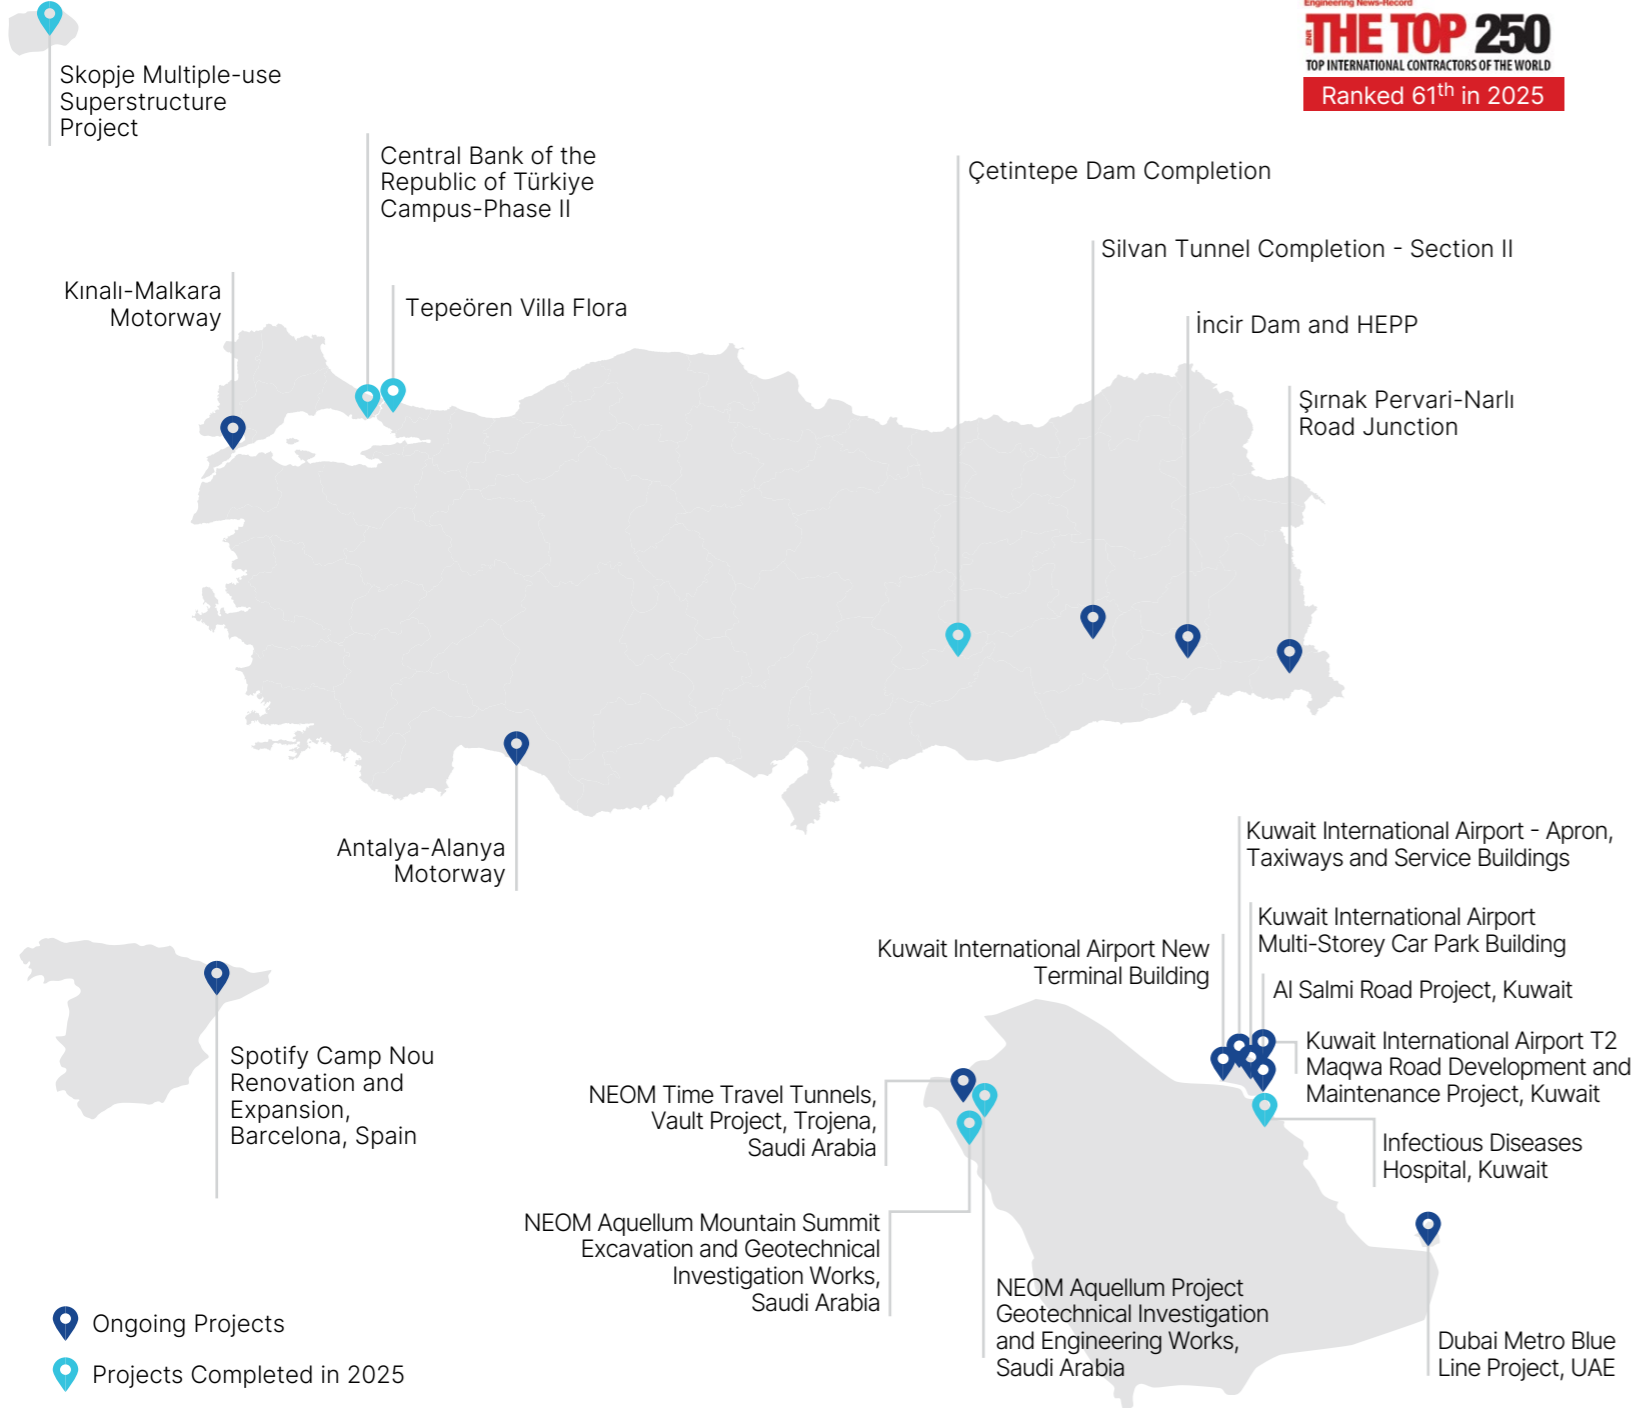 Engineering News-Record
ENR
THE TOP 250
TOP INTERNATIONAL CONTRACTORS OF THE WORLD
Ranked 61th in 2025
Skopje Multiple-use
Superstructure
Project
Central Bank of the
Republic of Türkiye
Campus-Phase II
Çetintepe Dam Completion
Silvan Tunnel Completion - Section II
Kınalı-Malkara
Motorway
Tepeören Villa Flora
İncir Dam and HEPP
Şırnak Pervari-Narlı
Road Junction
Antalya-Alanya
Motorway
Kuwait International Airport - Apron,
Taxiways and Service Buildings
Kuwait International Airport
Multi-Storey Car Park Building
Kuwait International Airport New
Terminal Building
Al Salmi Road Project, Kuwait
Kuwait International Airport T2
Maqwa Road Development and
Maintenance Project, Kuwait
Spotify Camp Nou
Renovation and
Expansion,
Barcelona, Spain
NEOM Time Travel Tunnels,
Vault Project, Trojena,
Saudi Arabia
Infectious Diseases
Hospital, Kuwait
NEOM Aquellum Mountain Summit
Excavation and Geotechnical
Investigation Works,
Saudi Arabia
NEOM Aquellum Project
Geotechnical Investigation
and Engineering Works,
Saudi Arabia
Dubai Metro Blue
Line Project, UAE
Ongoing Projects
Projects Completed in 2025